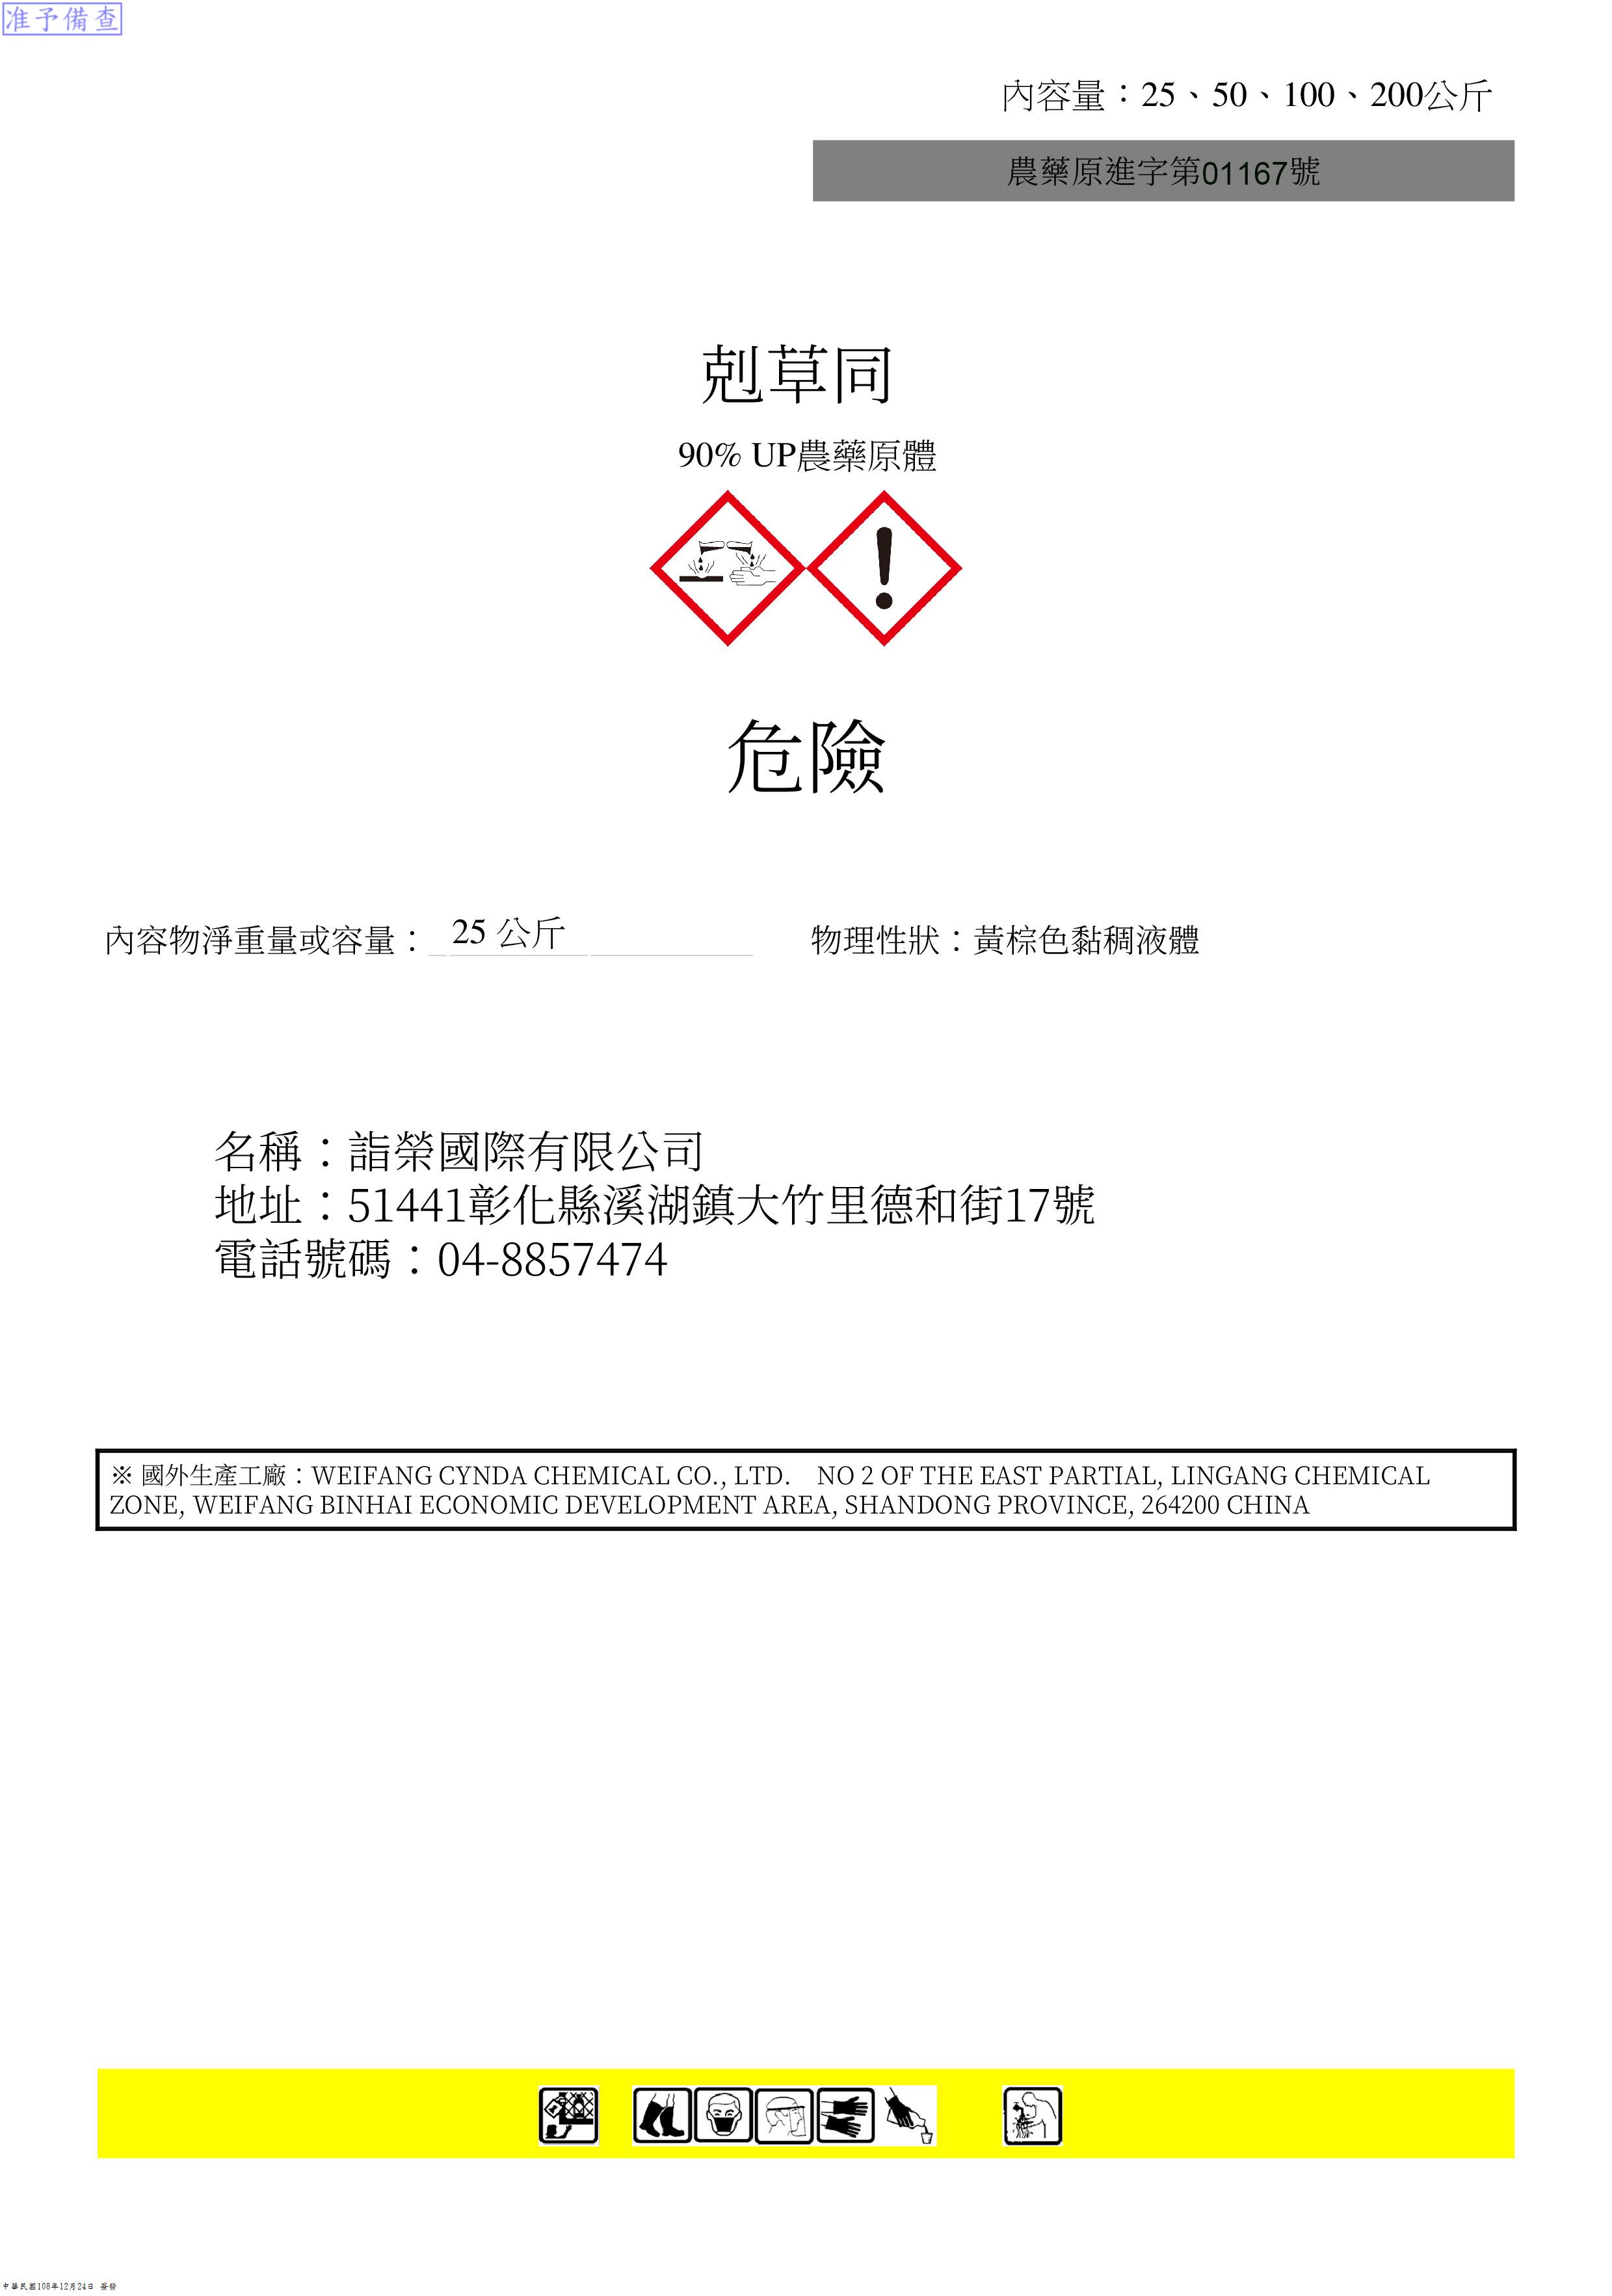 准予備查
內容量：25、50、100、200公斤
農藥原進字第01167號
剋草同
90% UP農藥原體
危險
內容物淨重量或容量： 25 公斤 物理性狀：黃棕色黏稠液體
名稱：詣榮國際有限公司
地址：51441彰化縣溪湖鎮大竹里德和街17號
電話號碼：04-8857474
※ 國外生產工廠：WEIFANG CYNDA CHEMICAL CO., LTD. NO 2 OF THE EAST PARTIAL, LINGANG CHEMICAL
ZONE, WEIFANG BINHAI ECONOMIC DEVELOPMENT AREA, SHANDONG PROVINCE, 264200 CHINA
中華民國108年12月24日 簽發